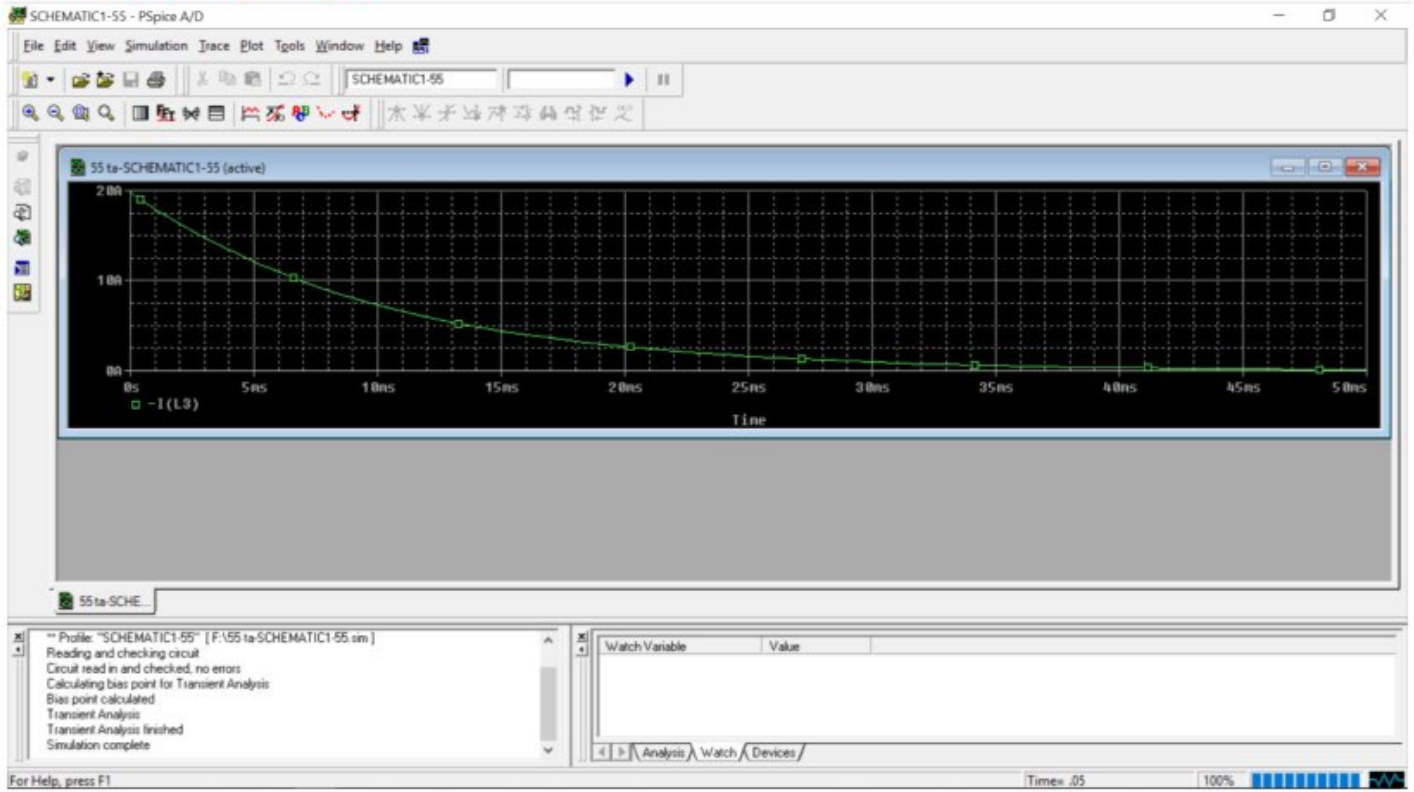 SCHEMATIC1-55 - PSpice A/D
File Edit View Simulation Trace Plot Tools Window Help
SCHEMATIC1-55
55 ta-SCHEMATIC1-55 (active)
20A
10A
0A
0s 5ms 10ms 15ms 20ms 25ms 30ms 35ms 40ms 45ms 50ms
-I(L3)
Time
55 ta-SCHE...
** Profile: "SCHEMATIC1-55" [ F:\55 ta-SCHEMATIC1-55.sim ]
Reading and checking circuit
Circuit read in and checked, no errors
Calculating bias point for Transient Analysis
Bias point calculated
Transient Analysis
Transient Analysis finished
Simulation complete
Watch Variable Value
Analysis Watch Devices
For Help, press F1 Time= .05 100%